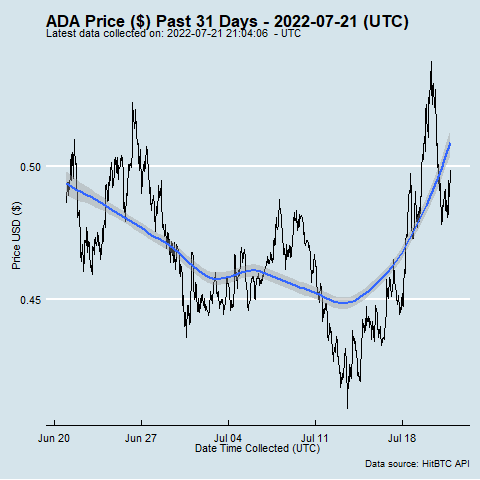 ADA Price ($) Past 31 Days - 2022-07-21 (UTC)
Latest data collected on: 2022-07-21 21:04:06 - UTC
0.50
Price USD ($)
0.45
Jun 20 Jun 27 Jul 04 Jul 11 Jul 18
Date Time Collected (UTC)
Data source: HitBTC API